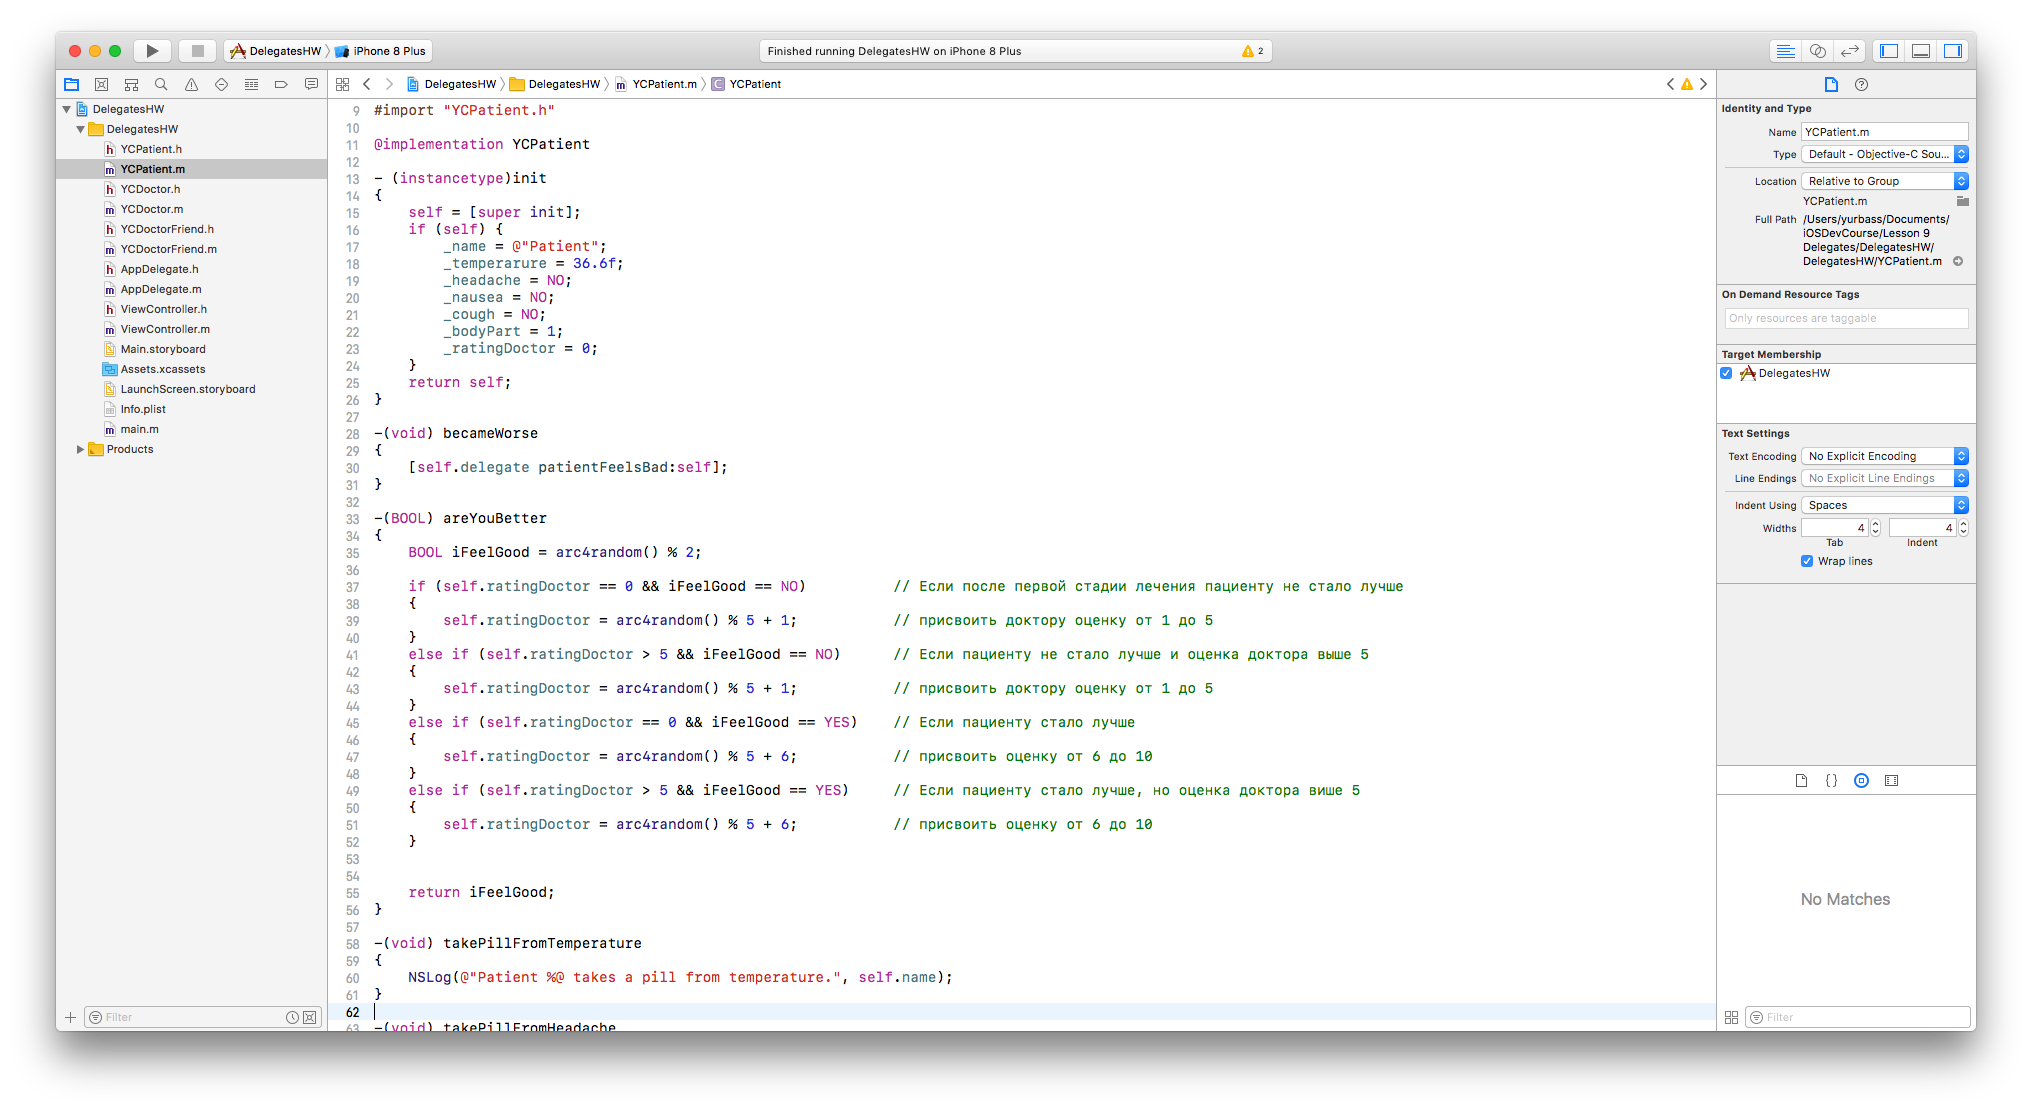 DelegatesHW iPhone 8 Plus
Finished running DelegatesHW on iPhone 8 Plus
2
DelegatesHW
DelegatesHW
YCPatient.h
YCPatient.m
YCDoctor.h
YCDoctor.m
YCDoctorFriend.h
YCDoctorFriend.m
AppDelegate.h
AppDelegate.m
ViewController.h
ViewController.m
Main.storyboard
Assets.xcassets
LaunchScreen.storyboard
Info.plist
main.m
Products
Filter
DelegatesHW DelegatesHW YCPatient.m YCPatient
9 #import "YCPatient.h"
10
11 @implementation YCPatient
12
13 - (instancetype)init
14 {
15 self = [super init];
16 if (self) {
17 _name = @"Patient";
18 _temperarure = 36.6f;
19 _headache = NO;
20 _nausea = NO;
21 _cough = NO;
22 _bodyPart = 1;
23 _ratingDoctor = 0;
24 }
25 return self;
26 }
27
28 -(void) becameWorse
29 {
30 [self.delegate patientFeelsBad:self];
31 }
32
33 -(BOOL) areYouBetter
34 {
35 BOOL iFeelGood = arc4random() % 2;
36
37 if (self.ratingDoctor == 0 && iFeelGood == NO) // Если после первой стадии лечения пациенту не стало лучше
38 {
39 self.ratingDoctor = arc4random() % 5 + 1; // присвоить доктору оценку от 1 до 5
40 }
41 else if (self.ratingDoctor > 5 && iFeelGood == NO) // Если пациенту не стало лучше и оценка доктора выше 5
42 {
43 self.ratingDoctor = arc4random() % 5 + 1; // присвоить доктору оценку от 1 до 5
44 }
45 else if (self.ratingDoctor == 0 && iFeelGood == YES) // Если пациенту стало лучше
46 {
47 self.ratingDoctor = arc4random() % 5 + 6; // присвоить оценку от 6 до 10
48 }
49 else if (self.ratingDoctor > 5 && iFeelGood == YES) // Если пациенту стало лучше, но оценка доктора више 5
50 {
51 self.ratingDoctor = arc4random() % 5 + 6; // присвоить оценку от 6 до 10
52 }
53
54
55 return iFeelGood;
56 }
57
58 -(void) takePillFromTemperature
59 {
60 NSLog(@"Patient %@ takes a pill from temperature.", self.name);
61 }
62
63 -(void) takePillFromHeadache
Identity and Type
Name YCPatient.m
Type Default - Objective-C Sou...
Location Relative to Group
YCPatient.m
Full Path /Users/yurbass/Documents/
iOSDevCourse/Lesson 9
Delegates/DelegatesHW/
DelegatesHW/YCPatient.m
On Demand Resource Tags
Only resources are taggable
Target Membership
DelegatesHW
Text Settings
Text Encoding No Explicit Encoding
Line Endings No Explicit Line Endings
Indent Using Spaces
Widths 4 4
Tab Indent
Wrap lines
{}
No Matches
Filter